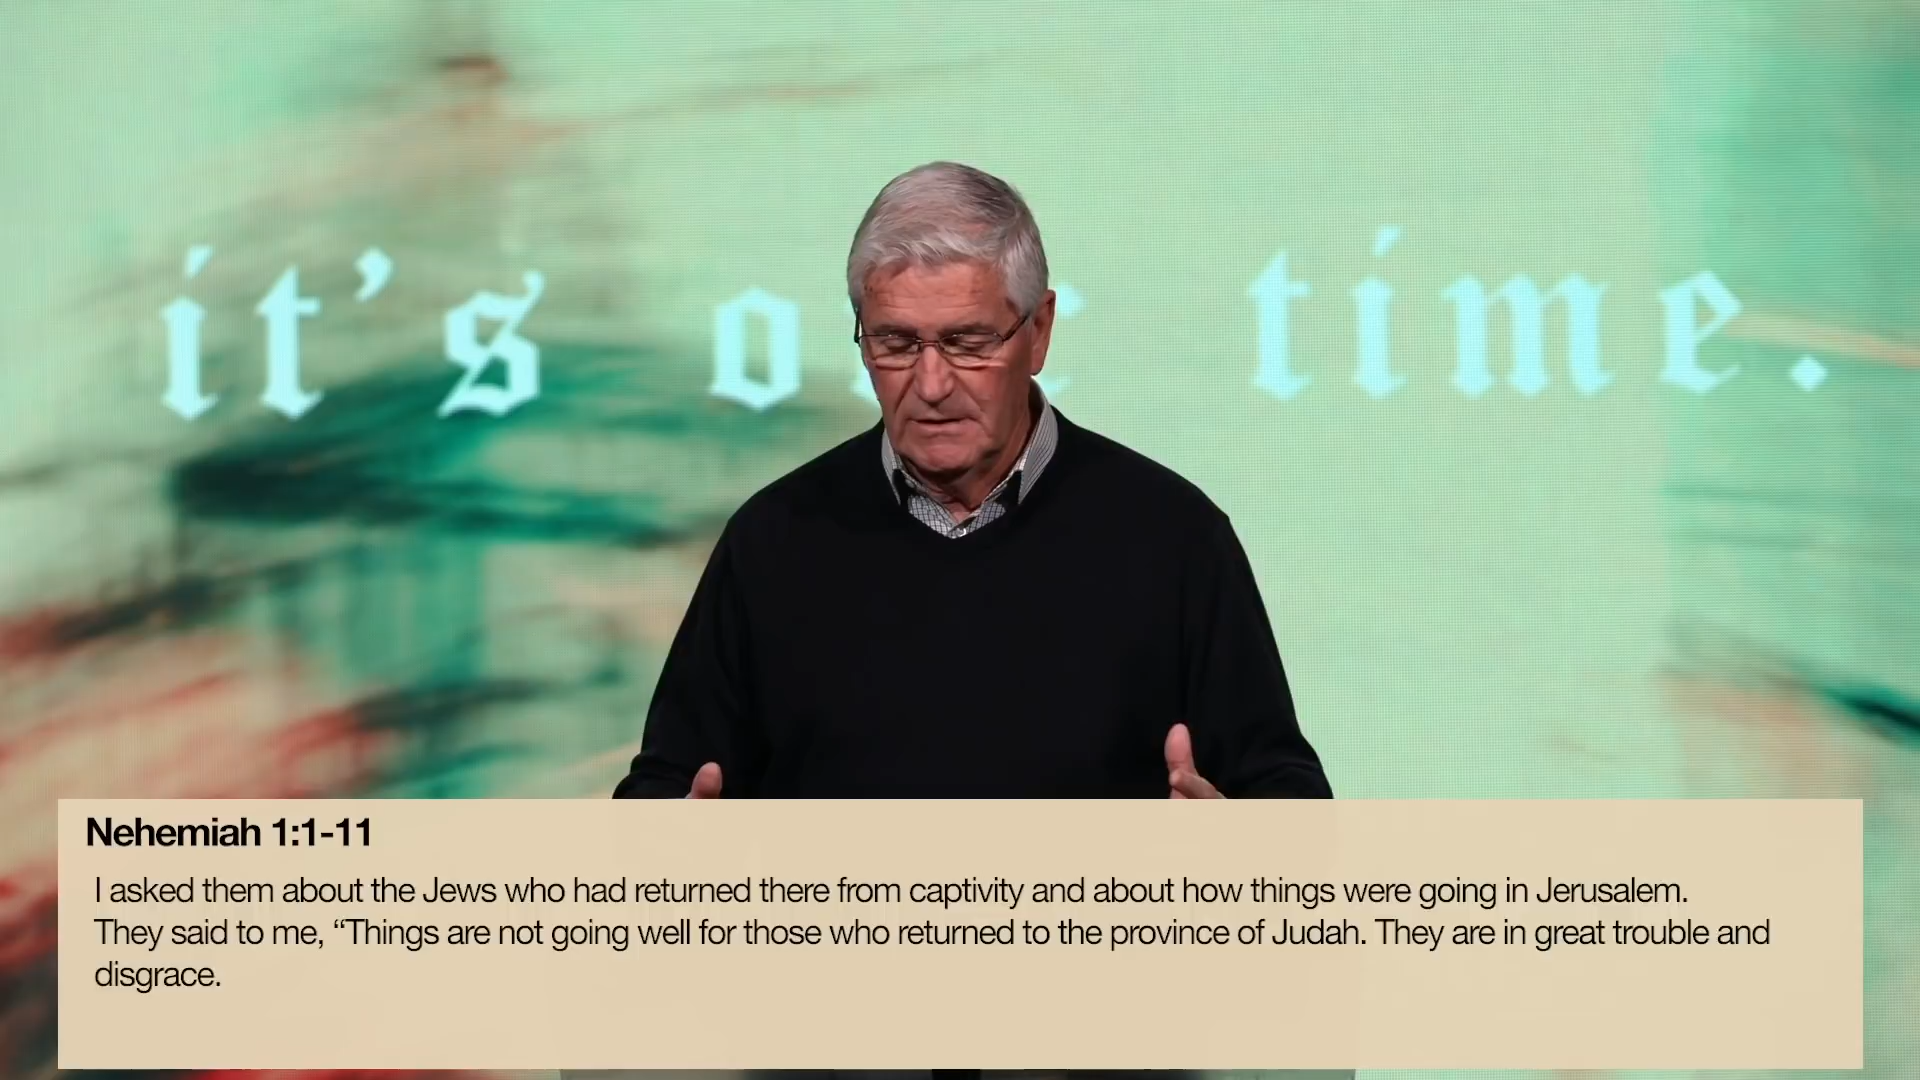 it's time.
Nehemiah 1:1-11
I asked them about the Jews who had returned there from captivity and about how things were going in Jerusalem.
They said to me, “Things are not going well for those who returned to the province of Judah. They are in great trouble and
disgrace.